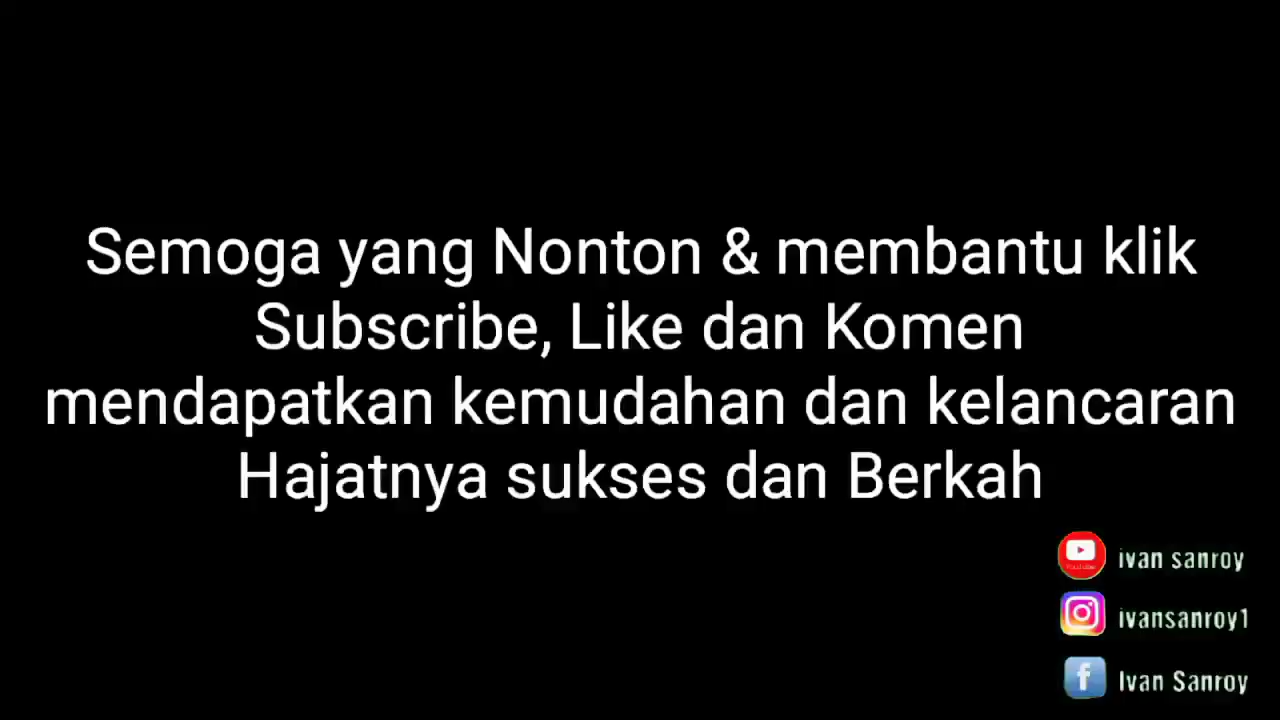 Semoga yang Nonton & membantu klik
Subscribe, Like dan Komen
mendapatkan kemudahan dan kelancaran
Hajatnya sukses dan Berkah
ivan sanroy
ivansanroy1
Ivan Sanroy